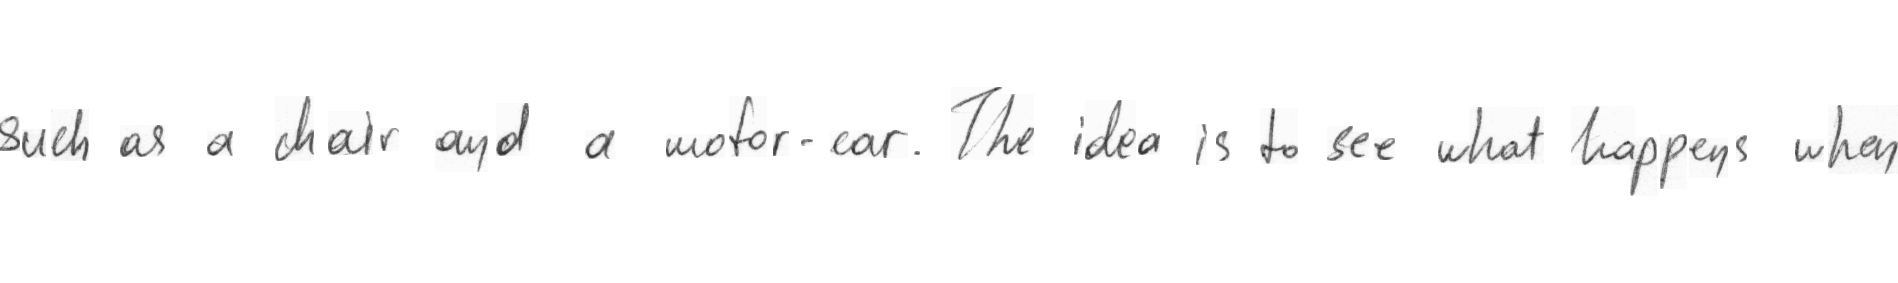 such as a chair and a motor-car. The idea is to see what happens when